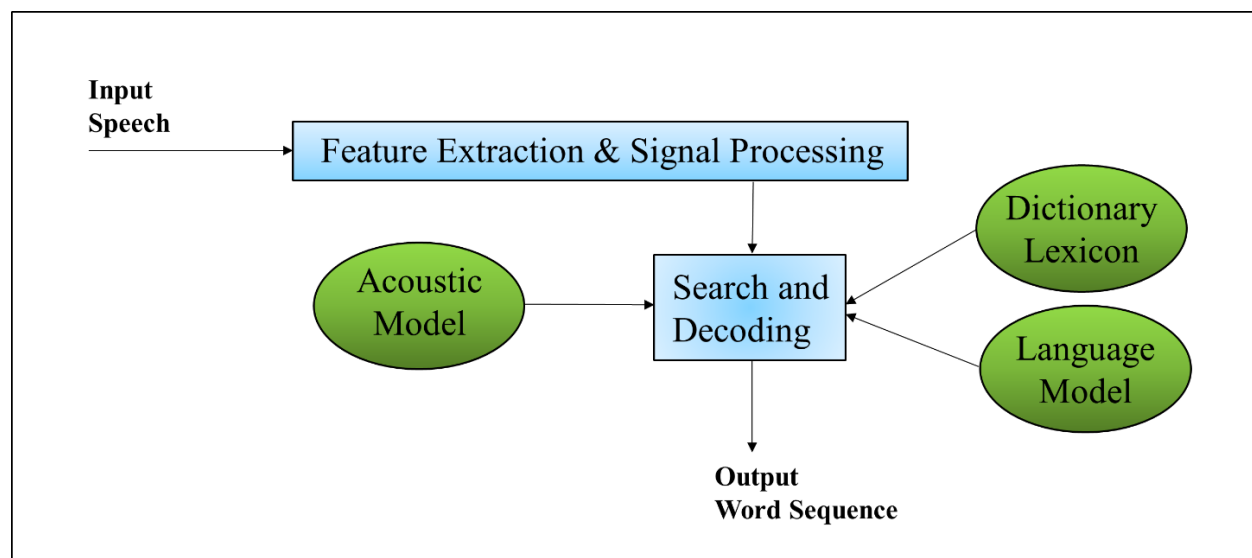 Input
Speech
Feature Extraction & Signal Processing
Dictionary
Lexicon
Acoustic
Model
Search and
Decoding
Language
Model
Output
Word Sequence